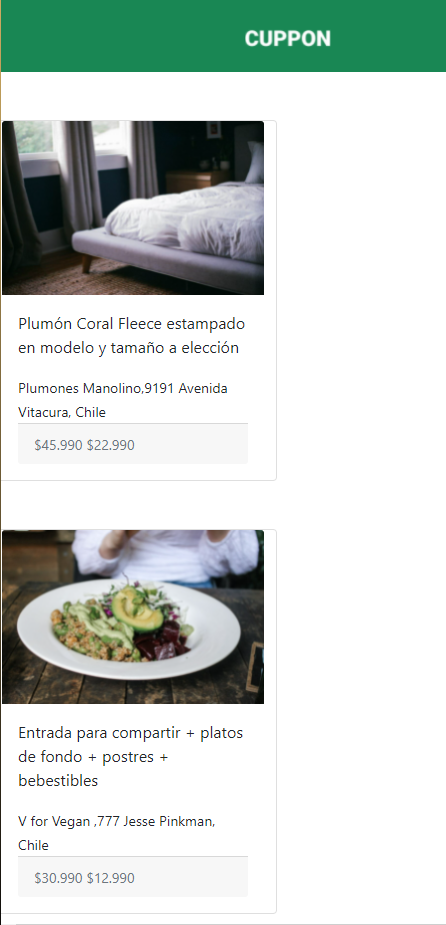 CUPPON
Plumón Coral Fleece estampado
en modelo y tamaño a elección
Plumones Manolino,9191 Avenida
Vitacura, Chile
$45.990 $22.990
Entrada para compartir + platos
de fondo + postres +
bebestibles
V for Vegan ,777 Jesse Pinkman,
Chile
$30.990 $12.990